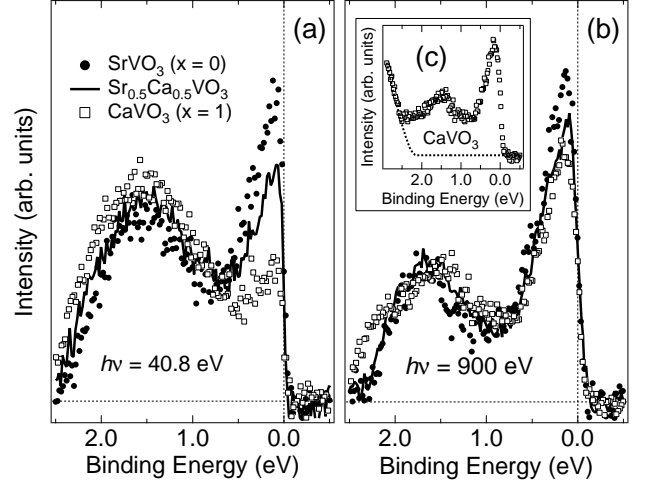 (a)
SrVO₃ (x = 0)
Sr₀.₅Ca₀.₅VO₃
CaVO₃ (x = 1)
Intensity (arb. units)
hν = 40.8 eV
2.0 1.0 0.0
Binding Energy (eV)
(b)
hν = 900 eV
2.0 1.0 0.0
Binding Energy (eV)
(c)
Intensity (arb. units)
CaVO₃
2.0 1.0 0.0
Binding Energy (eV)